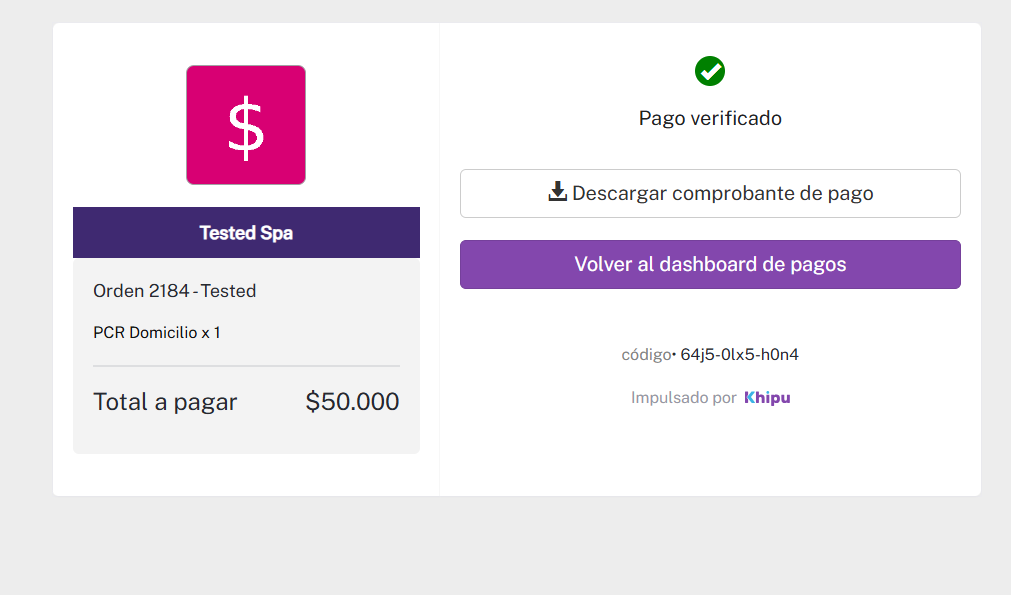 $
Tested Spa
Orden 2184 - Tested
PCR Domicilio x 1
Total a pagar $50.000
Pago verificado
Descargar comprobante de pago
Volver al dashboard de pagos
código• 64j5-0lx5-h0n4
Impulsado por Khipu